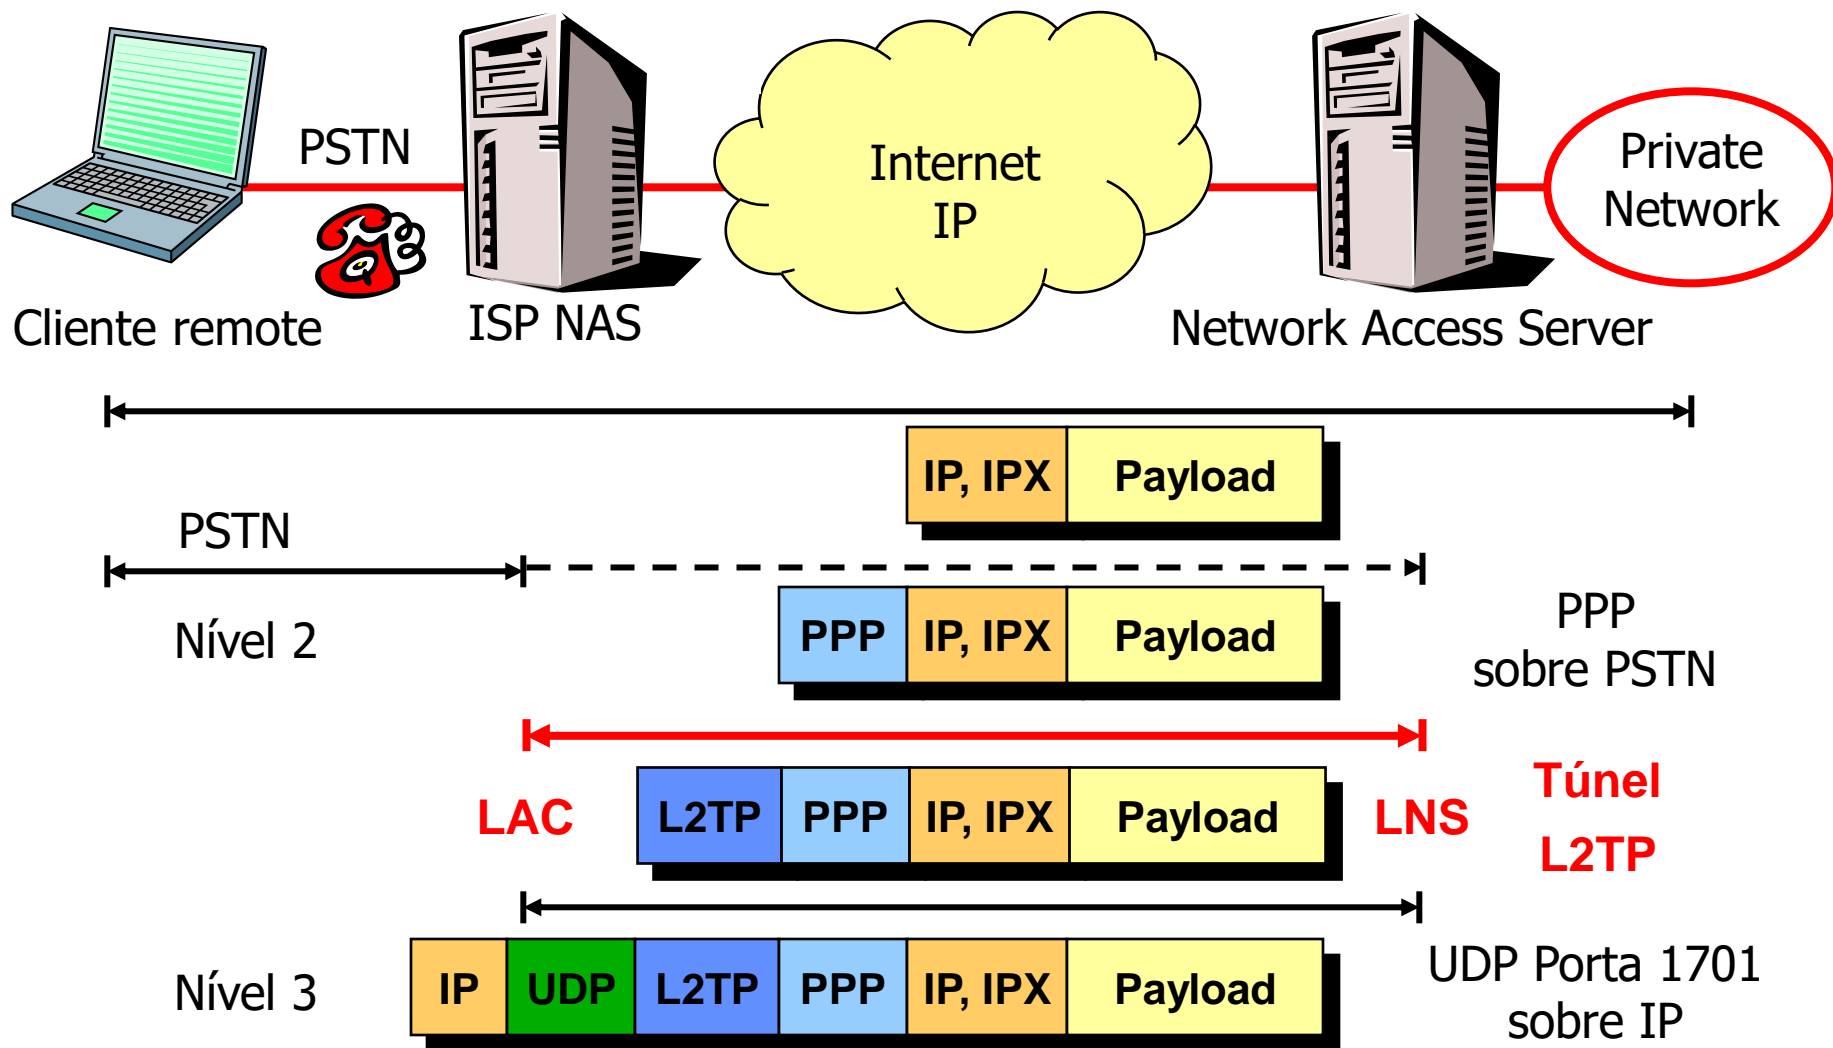 PSTN
Internet
IP
Private
Network
Cliente remote
ISP NAS
Network Access Server
IP, IPX Payload
PSTN
Nível 2
PPP IP, IPX Payload
PPP
sobre PSTN
LAC
L2TP PPP IP, IPX Payload
LNS
Túnel
L2TP
Nível 3
IP UDP L2TP PPP IP, IPX Payload
UDP Porta 1701
sobre IP